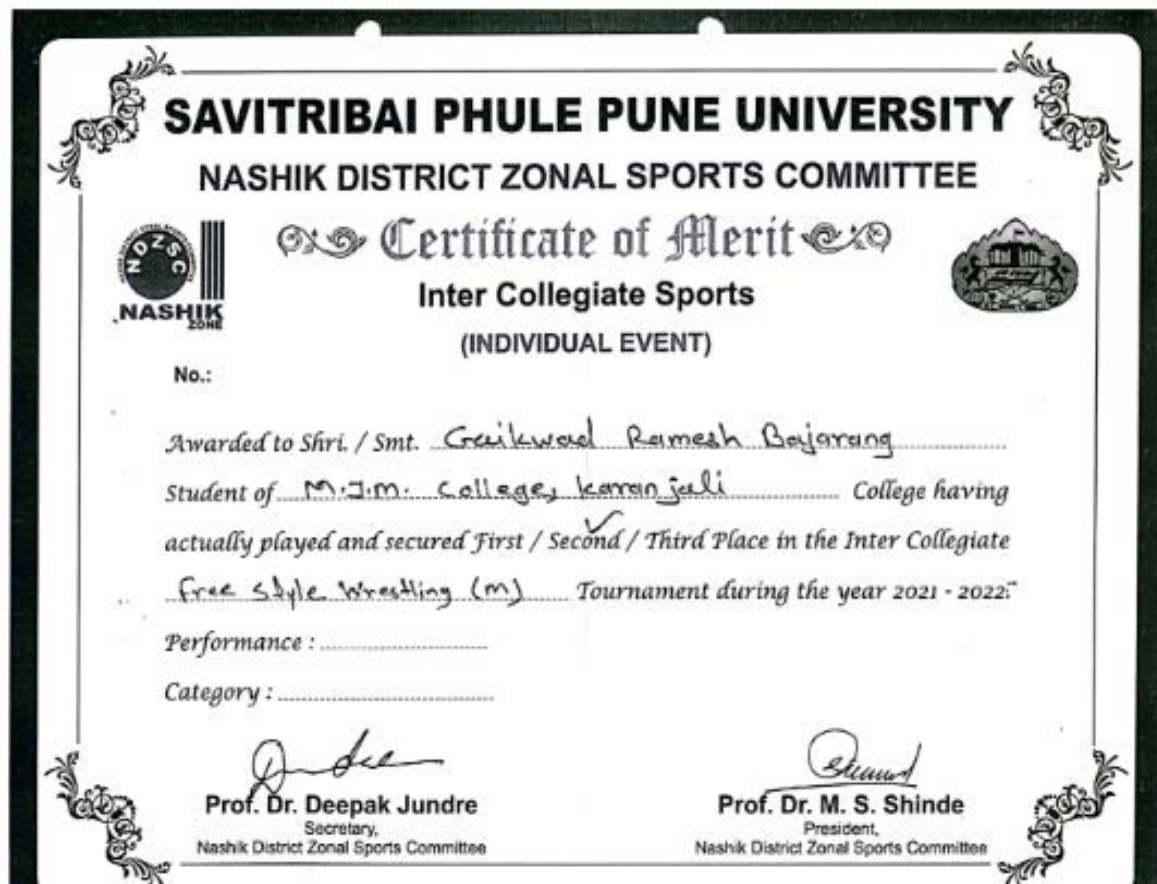 SAVITRIBAI PHULE PUNE UNIVERSITY
NASHIK DISTRICT ZONAL SPORTS COMMITTEE
Certificate of Merit
NDZSC
NASHIK
ZONE
Inter Collegiate Sports
(INDIVIDUAL EVENT)
No.:
Awarded to Shri. / Smt. Gaikwad Ramesh Bajarang
Student of M.J.M. College, karanjali College having
actually played and secured First / Second / Third Place in the Inter Collegiate
free style Wrestling (M) Tournament during the year 2021 - 2022.
Performance :
Category :
Prof. Dr. Deepak Jundre
Secretary,
Nashik District Zonal Sports Committee
Prof. Dr. M. S. Shinde
President,
Nashik District Zonal Sports Committee